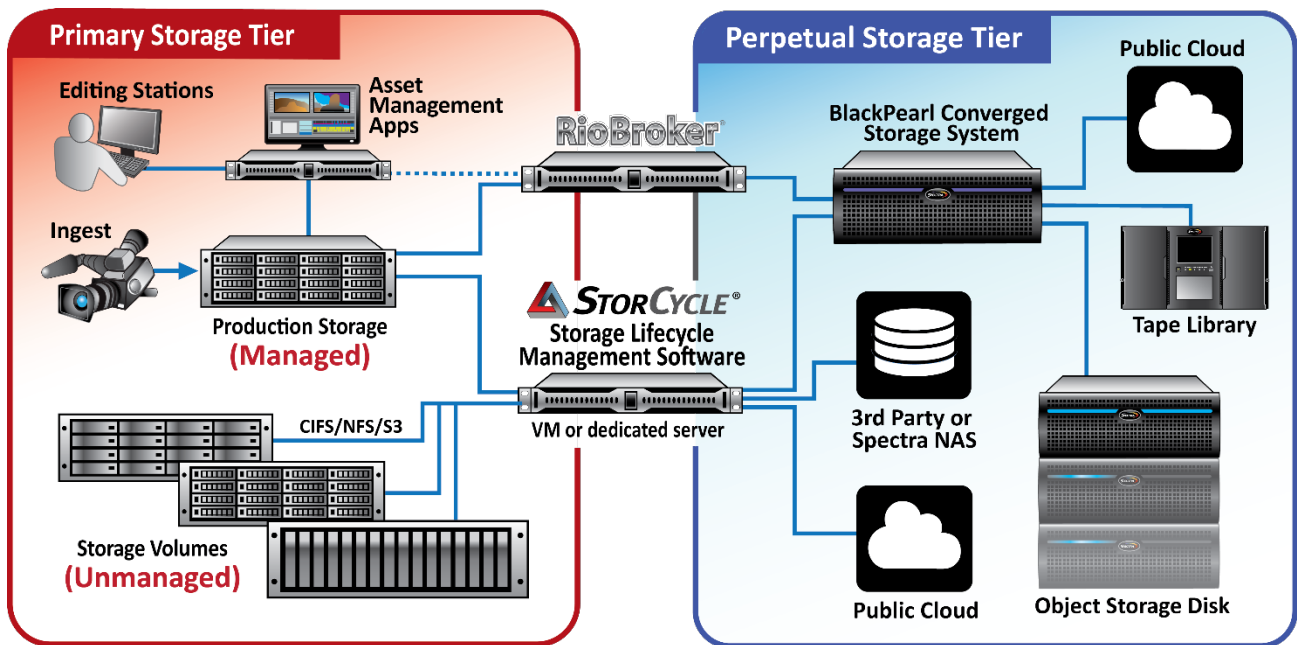 Primary Storage Tier
Editing Stations
Asset
Management
Apps
Ingest
Production Storage
(Managed)
CIFS/NFS/S3
Storage Volumes
(Unmanaged)
RioBroker®
STORCYCLE®
Storage Lifecycle
Management Software
VM or dedicated server
Perpetual Storage Tier
Public Cloud
BlackPearl Converged
Storage System
Tape Library
3rd Party or
Spectra NAS
Public Cloud
Object Storage Disk